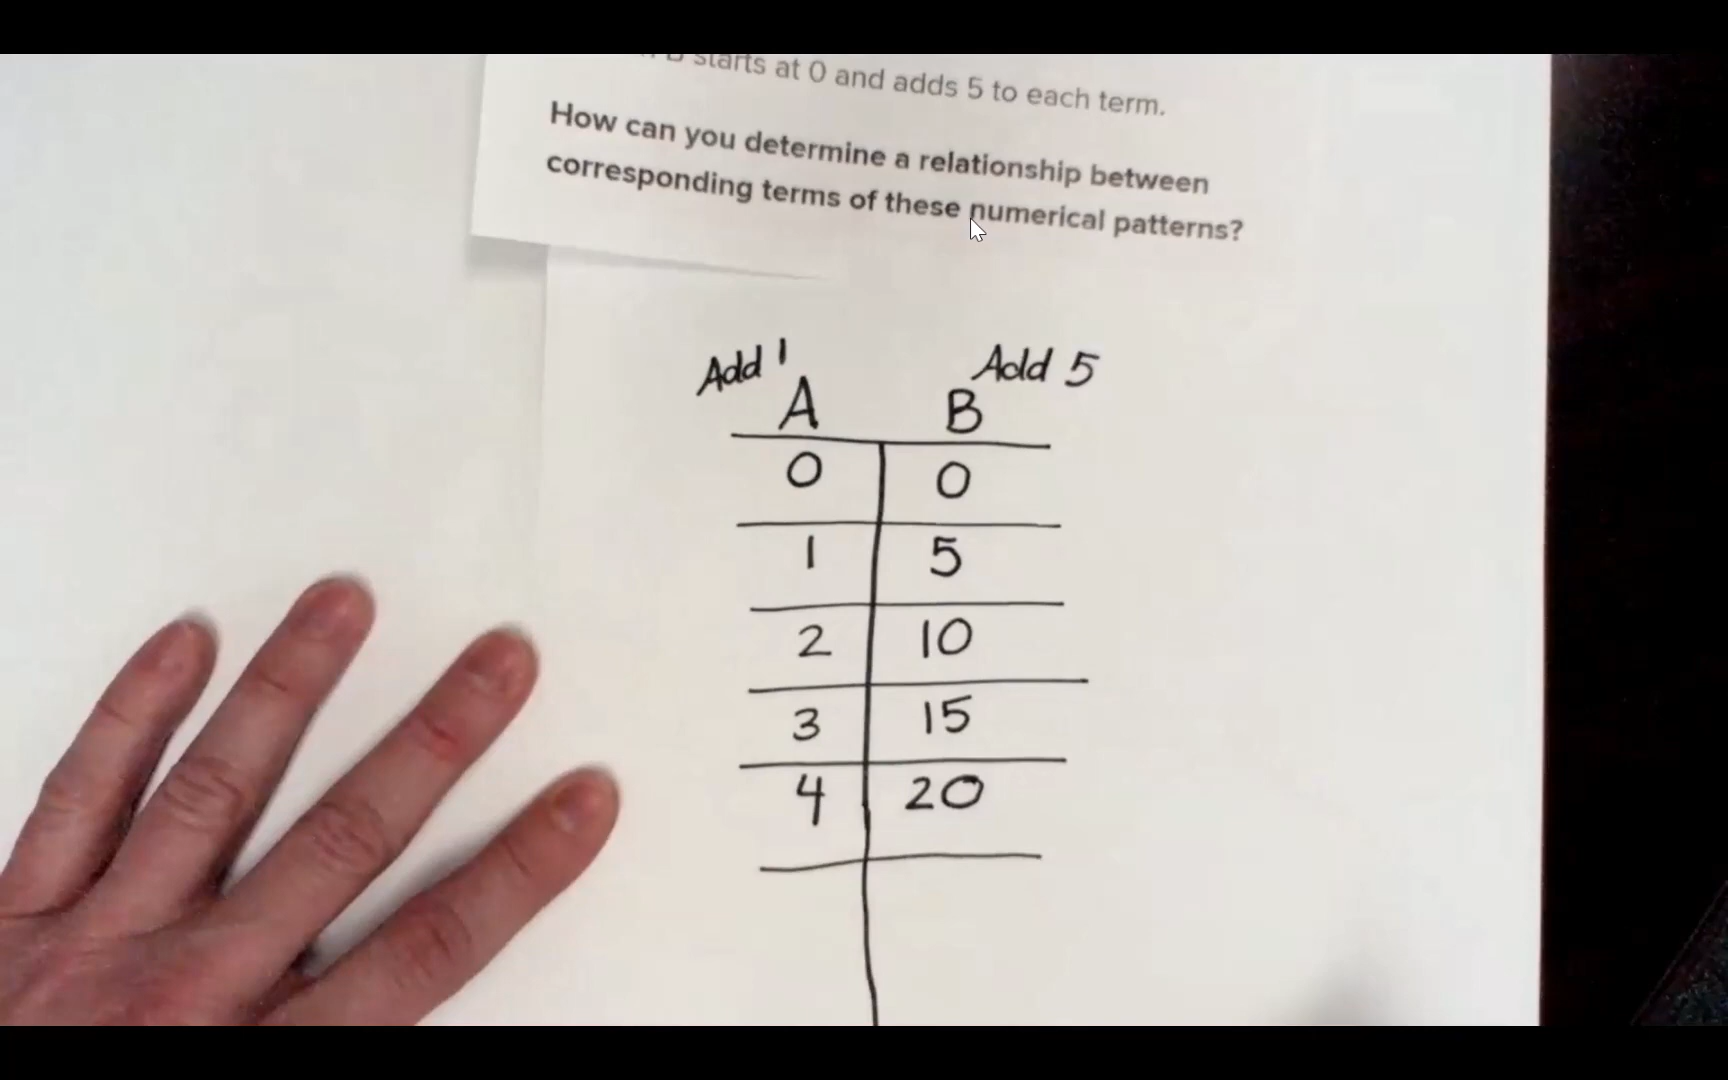 B starts at 0 and adds 5 to each term.
How can you determine a relationship between
corresponding terms of these numerical patterns?
Add 1 Add 5
A B
0 0
1 5
2 10
3 15
4 20